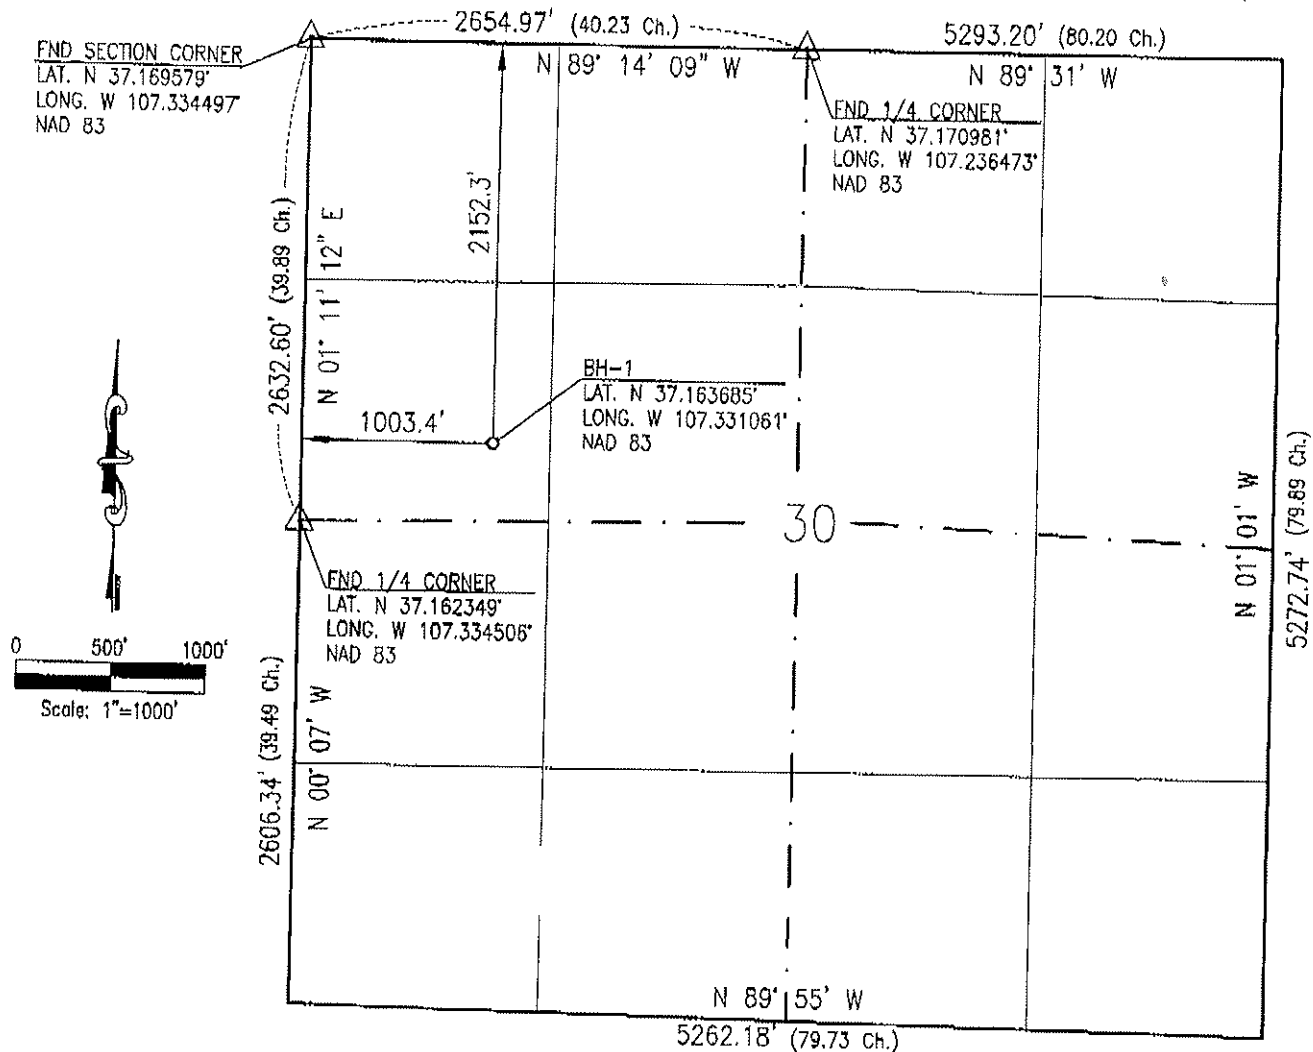 2654.97' (40.23 Ch.)
5293.20' (80.20 Ch.)
N 89° 14' 09" W
N 89° 31' W
FND SECTION CORNER
LAT. N 37.169579°
LONG. W 107.334497°
NAD 83
FND 1/4 CORNER
LAT. N 37.170981°
LONG. W 107.236473°
NAD 83
2632.60' (39.89 Ch.)
N 01° 11' 12" E
2152.3'
1003.4'
BH-1
LAT. N 37.163685°
LONG. W 107.331061°
NAD 83
30
FND 1/4 CORNER
LAT. N 37.162349°
LONG. W 107.334506°
NAD 83
0 500' 1000'
Scale: 1"=1000'
2606.34' (39.49 Ch.)
N 00° 07' W
N 01° 01' W
5272.74' (79.89 Ch.)
N 89° 55' W
5262.18' (79.73 Ch.)